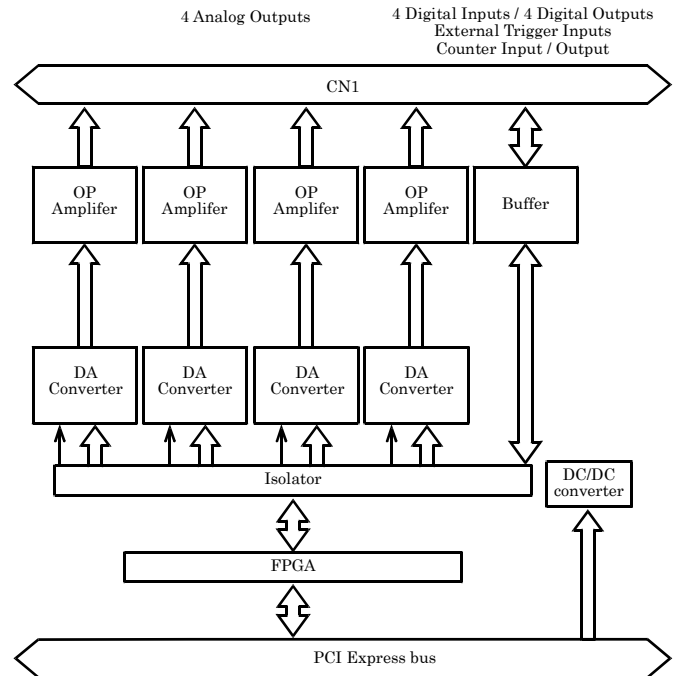 4 Analog Outputs
4 Digital Inputs / 4 Digital Outputs
External Trigger Inputs
Counter Input / Output
CN1
OP
Amplifer
OP
Amplifer
OP
Amplifer
OP
Amplifer
Buffer
DA
Converter
DA
Converter
DA
Converter
DA
Converter
Isolator
DC/DC
converter
FPGA
PCI Express bus